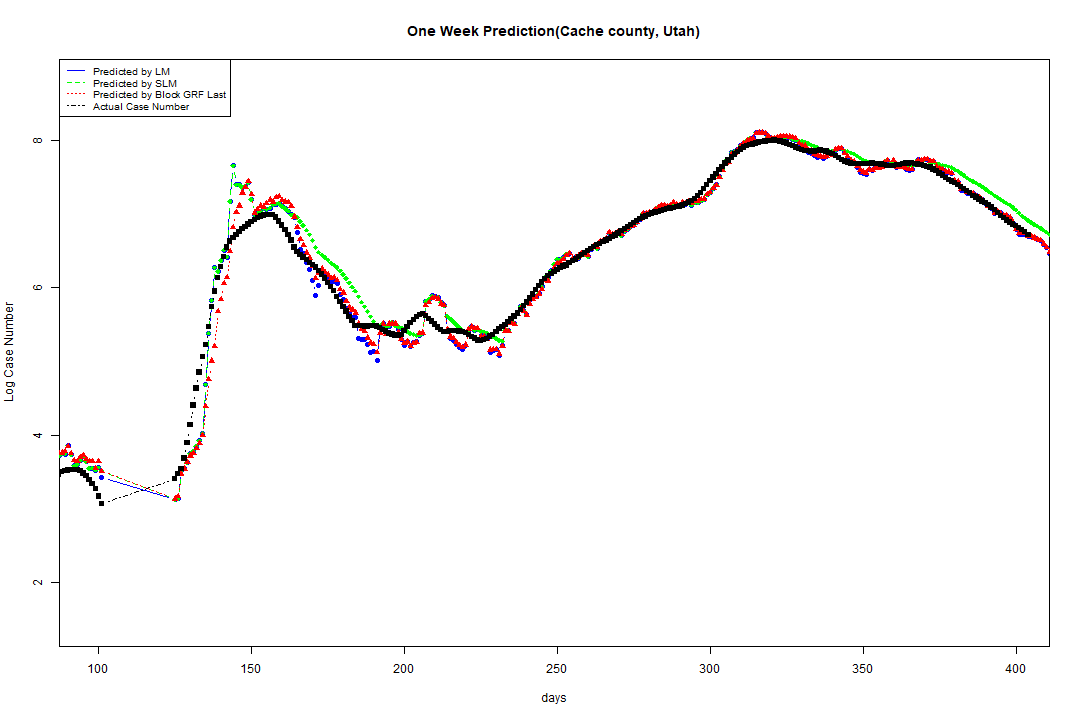 One Week Prediction(Cache county, Utah)
Predicted by LM
Predicted by SLM
Predicted by Block GRF Last
Actual Case Number
8
6
4
2
Log Case Number
100 150 200 250 300 350 400
days